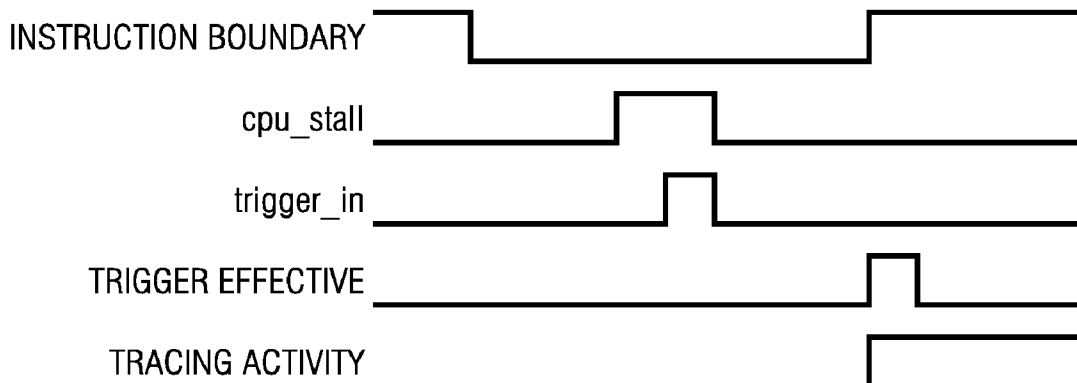 INSTRUCTION BOUNDARY
cpu_stall
trigger_in
TRIGGER EFFECTIVE
TRACING ACTIVITY